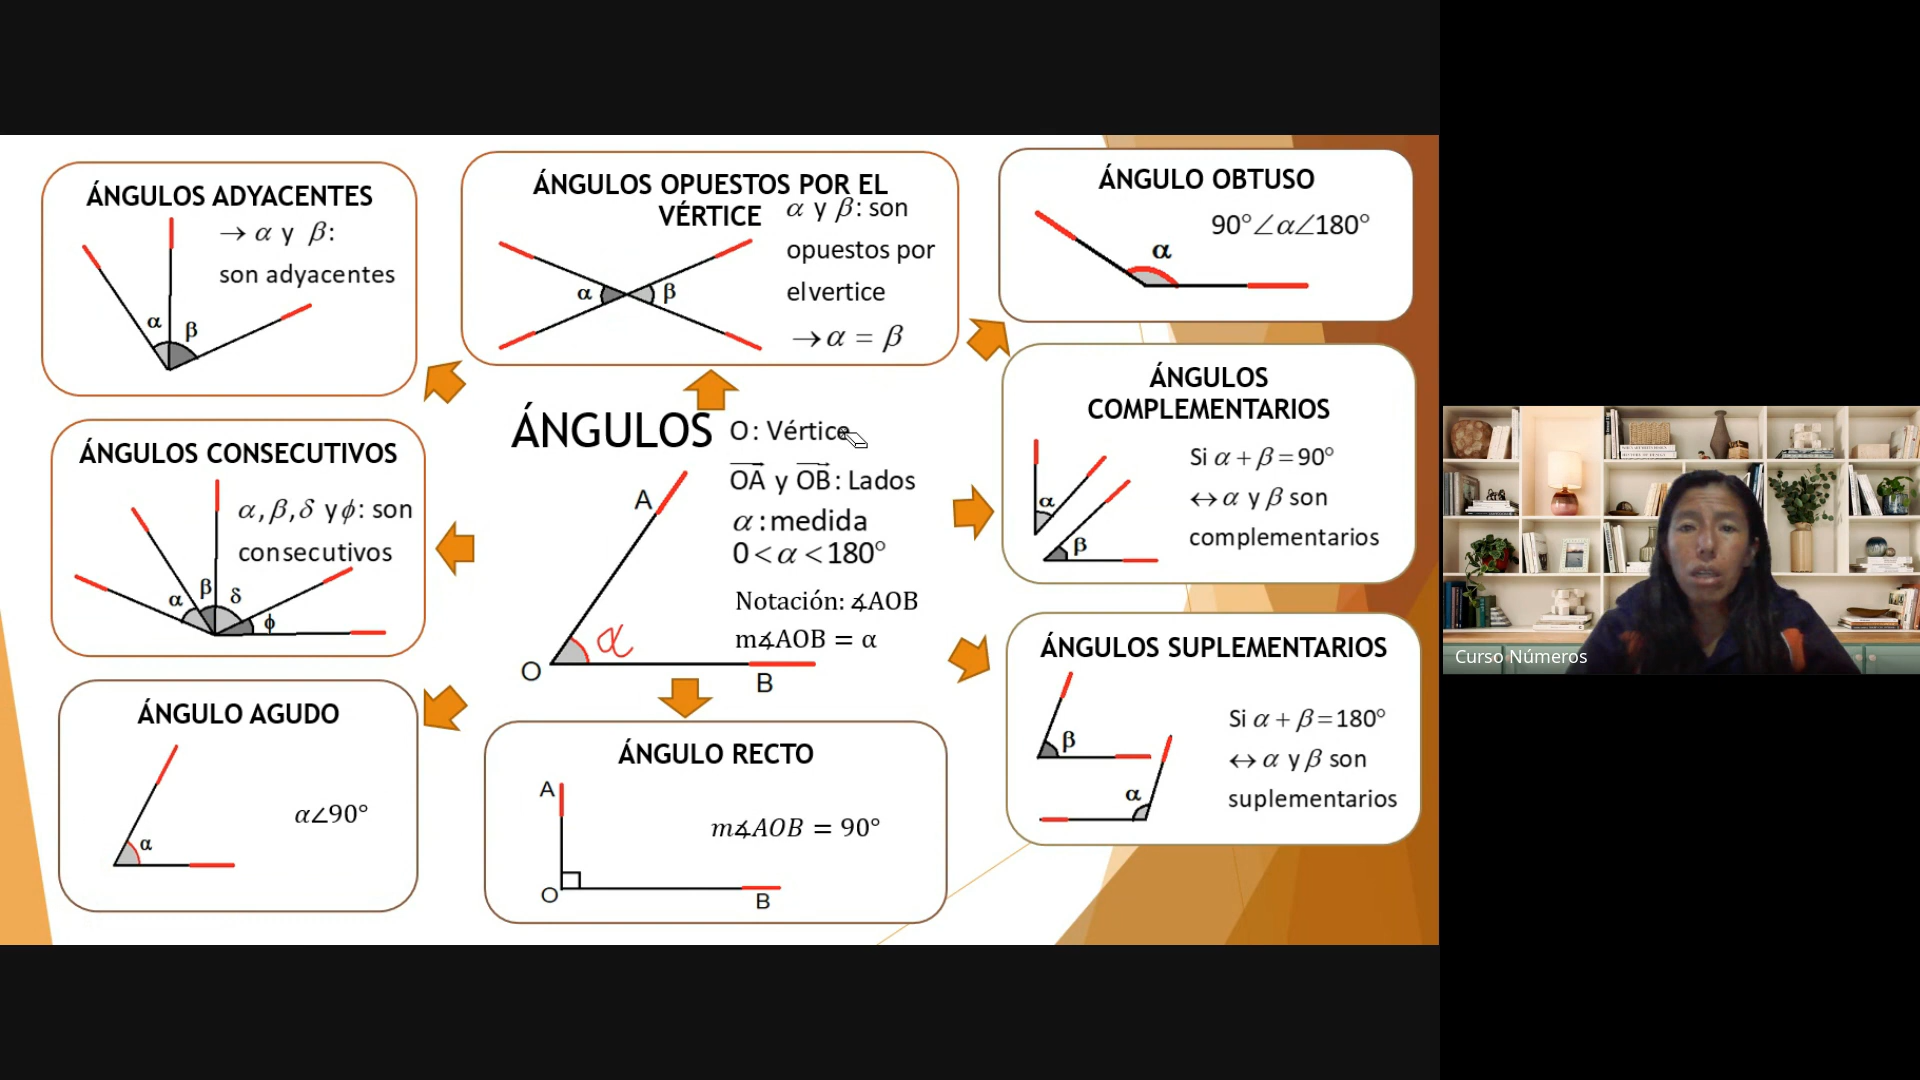 ÁNGULOS ADYACENTES
→ α y β:
son adyacentes
α
β
ÁNGULOS OPUESTOS POR EL
VÉRTICE
α y β: son
opuestos por
elvertice
→ α = β
α
β
ÁNGULO OBTUSO
90°∠α∠180°
α
ÁNGULOS CONSECUTIVOS
α, β, δ y ϕ: son
consecutivos
α
β
δ
ϕ
ÁNGULOS
O: Vértice
OA y OB: Lados
α : medida
0 < α < 180°
Notación: ∡AOB
m∡AOB = α
A
α
O
B
ÁNGULOS
COMPLEMENTARIOS
Si α + β = 90°
↔ α y β son
complementarios
α
β
ÁNGULO AGUDO
α∠90°
α
ÁNGULO RECTO
A
m∡AOB = 90°
O
B
ÁNGULOS SUPLEMENTARIOS
Si α + β = 180°
↔ α y β son
suplementarios
β
α
Curso Números